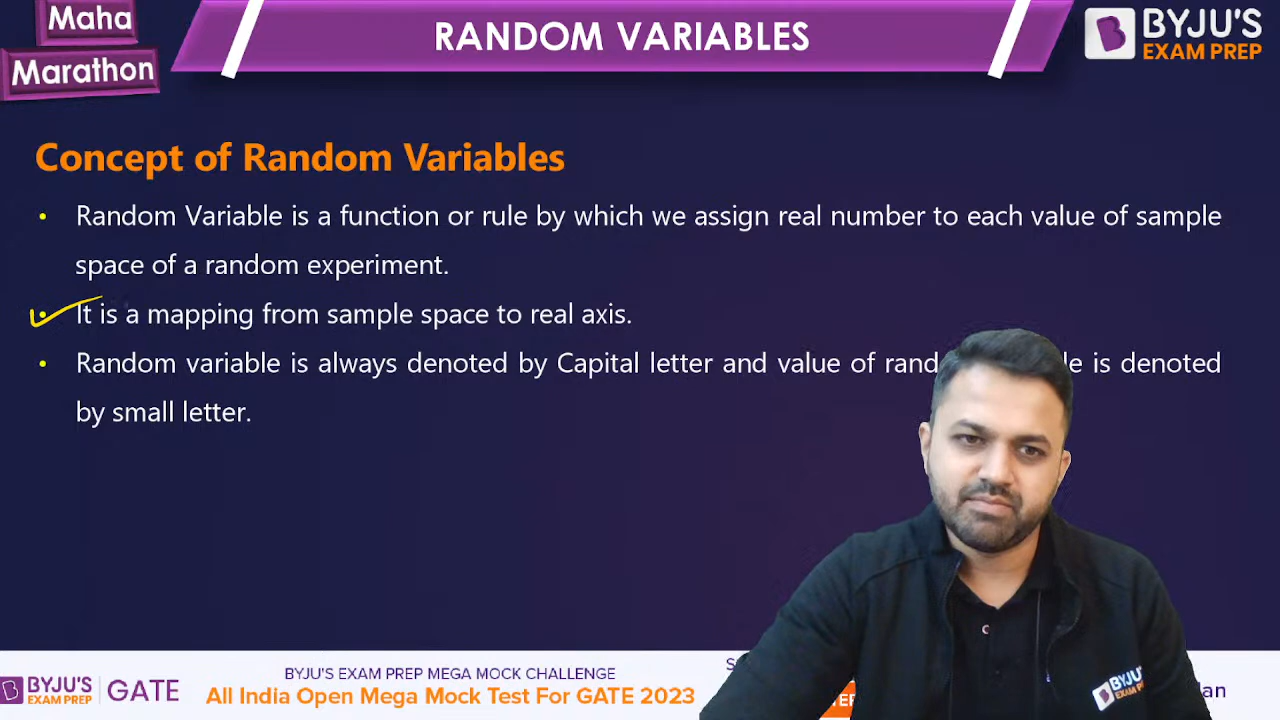 Maha
Marathon
RANDOM VARIABLES
BYJU'S
EXAM PREP
Concept of Random Variables
• Random Variable is a function or rule by which we assign real number to each value of sample
space of a random experiment.
• It is a mapping from sample space to real axis.
• Random variable is always denoted by Capital letter and value of is denoted
by small letter.
BYJU'S
EXAM PREP
GATE
BYJU'S EXAM PREP MEGA MOCK CHALLENGE
All India Open Mega Mock Test For GATE 2023
BYJU'S
EXAM PREP